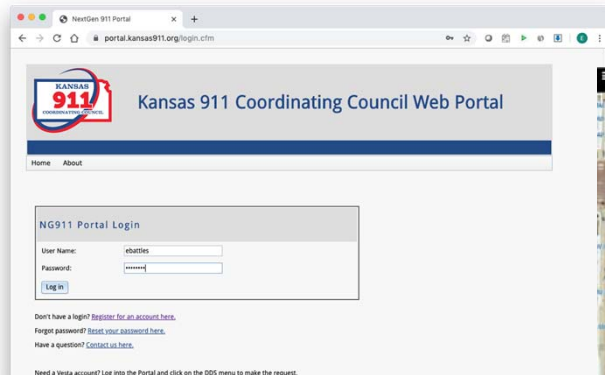 NextGen 911 Portal
portal.kansas911.org/login.cfm
KANSAS
911
COORDINATING COUNCIL
Kansas 911 Coordinating Council Web Portal
Home About
NG911 Portal Login
User Name: ebattles
Password: ••••••••
Log in
Don't have a login? Register for an account here.
Forgot password? Reset your password here.
Have a question? Contact us here.
Need a Vesta account? Log into the Portal and click on the DDS menu to make the request.